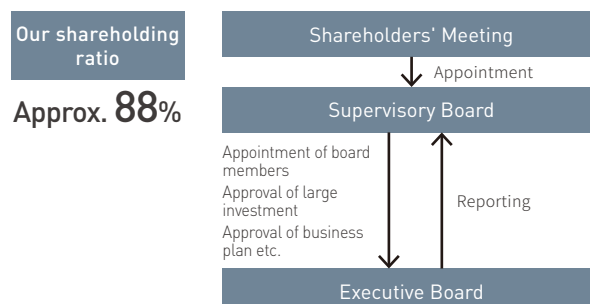 Our shareholding
ratio
Approx. 88%
Shareholders' Meeting
Appointment
Supervisory Board
Appointment of board
members
Approval of large
investment
Approval of business
plan etc.
Reporting
Executive Board